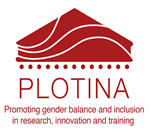 PLOTINA
Promoting gender balance and inclusion
in research, innovation and training